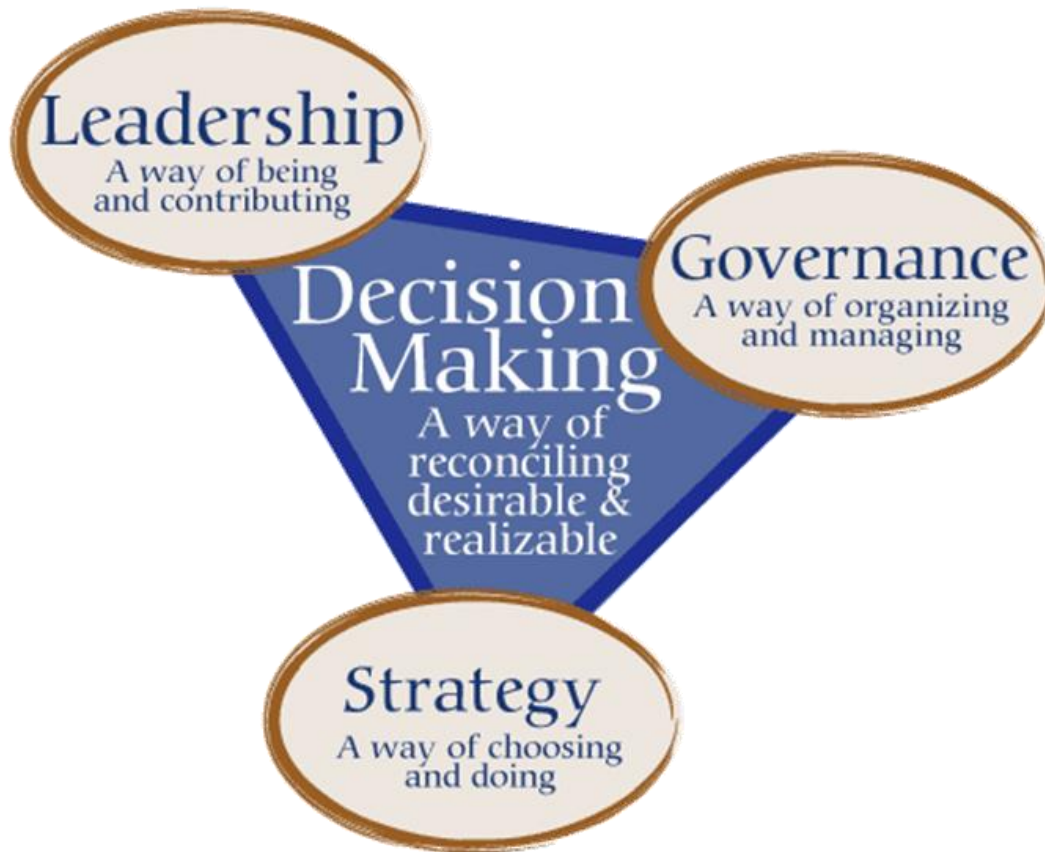 Leadership
A way of being
and contributing
Governance
A way of organizing
and managing
Decision
Making
A way of
reconciling
desirable &
realizable
Strategy
A way of choosing
and doing